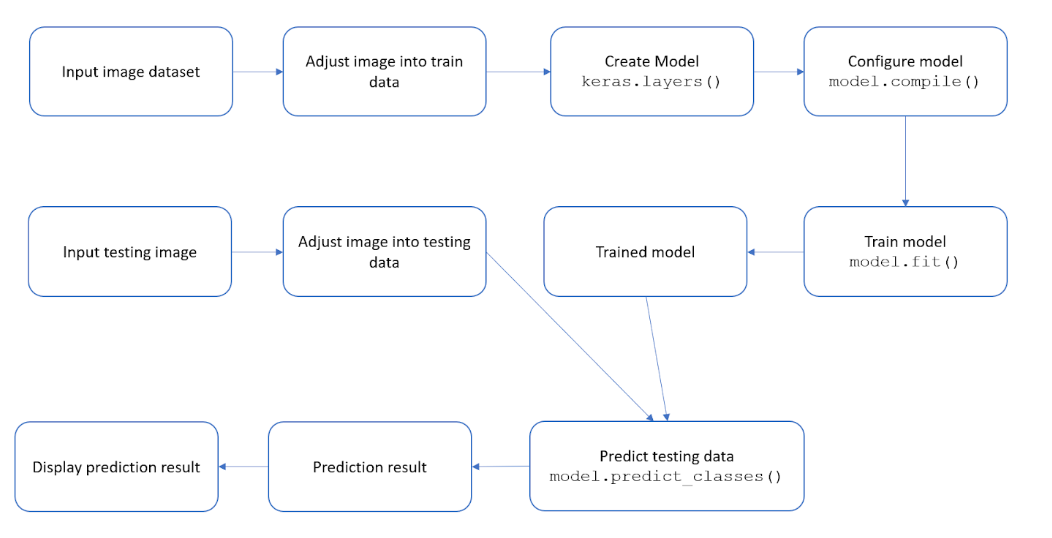 Input image dataset
Adjust image into train
data
Create Model
keras.layers()
Configure model
model.compile()
Input testing image
Adjust image into testing
data
Trained model
Train model
model.fit()
Display prediction result
Prediction result
Predict testing data
model.predict_classes()